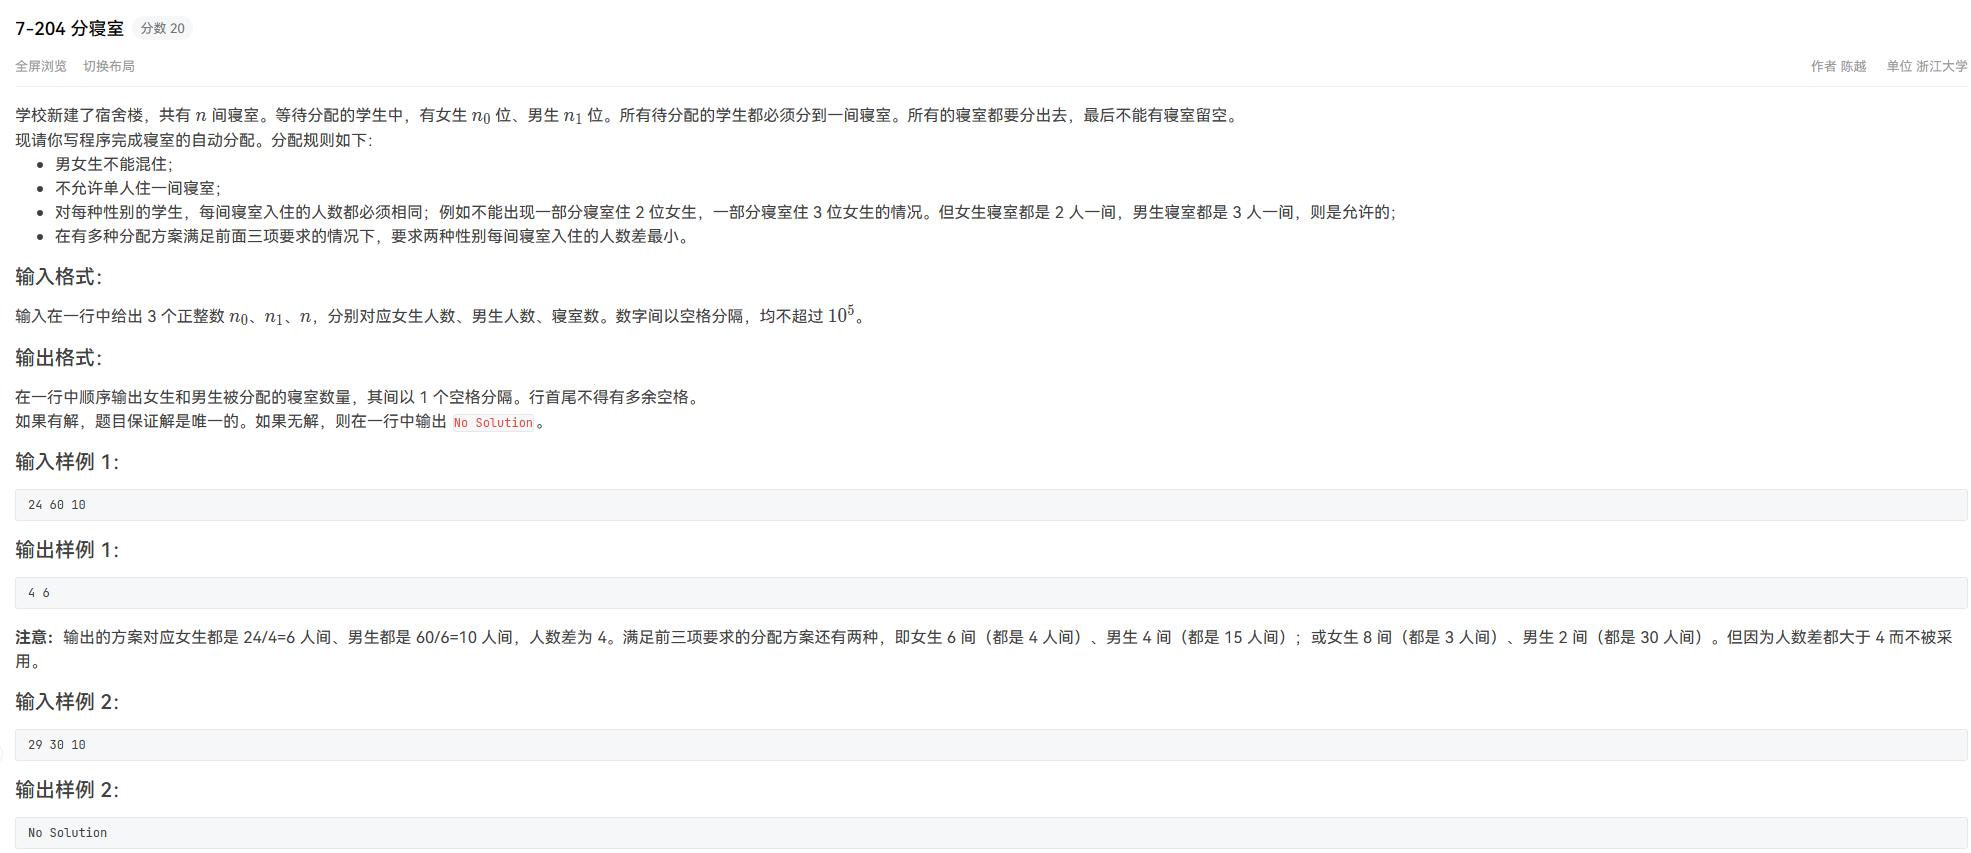 7-204 分寝室 分数 20
全屏浏览 切换布局 作者 陈越 单位 浙江大学
学校新建了宿舍楼，共有 n 间寝室。等待分配的学生中，有女生 n₀ 位、男生 n₁ 位。所有待分配的学生都必须分到一间寝室。所有的寝室都要分出去，最后不能有寝室留空。
现请你写程序完成寝室的自动分配。分配规则如下：
• 男女生不能混住；
• 不允许单人住一间寝室；
• 对每种性别的学生，每间寝室入住的人数都必须相同；例如不能出现一部分寝室住 2 位女生，一部分寝室住 3 位女生的情况。但女生寝室都是 2 人一间，男生寝室都是 3 人一间，则是允许的；
• 在有多种分配方案满足前面三项要求的情况下，要求两种性别每间寝室入住的人数差最小。
输入格式：
输入在一行中给出 3 个正整数 n₀、n₁、n，分别对应女生人数、男生人数、寝室数。数字间以空格分隔，均不超过 10⁵。
输出格式：
在一行中顺序输出女生和男生被分配的寝室数量，其间以 1 个空格分隔。行首尾不得有多余空格。
如果有解，题目保证解是唯一的。如果无解，则在一行中输出 No Solution。
输入样例 1：
24 60 10
输出样例 1：
4 6
注意：输出的方案对应女生都是 24/4=6 人间、男生都是 60/6=10 人间，人数差为 4。满足前三项要求的分配方案还有两种，即女生 6 间（都是 4 人间）、男生 4 间（都是 15 人间）；或女生 8 间（都是 3 人间）、男生 2 间（都是 30 人间）。但因为人数差都大于 4 而不被采
用。
输入样例 2：
29 30 10
输出样例 2：
No Solution